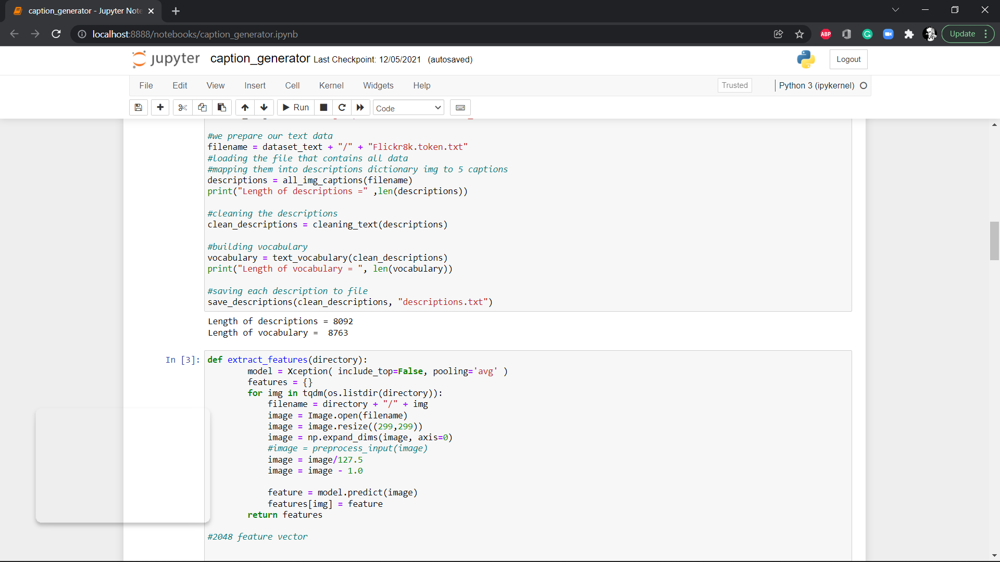 caption_generator - Jupyter Note
localhost:8888/notebooks/caption_generator.ipynb
ABP
Update
jupyter caption_generator Last Checkpoint: 12/05/2021 (autosaved)
Logout
File Edit View Insert Cell Kernel Widgets Help
Trusted
Python 3 (ipykernel)
Run
Code
#we prepare our text data
filename = dataset_text + "/" + "Flickr8k.token.txt"
#loading the file that contains all data
#mapping them into descriptions dictionary img to 5 captions
descriptions = all_img_captions(filename)
print("Length of descriptions =" ,len(descriptions))
#cleaning the descriptions
clean_descriptions = cleaning_text(descriptions)
#building vocabulary
vocabulary = text_vocabulary(clean_descriptions)
print("Length of vocabulary = ", len(vocabulary))
#saving each description to file
save_descriptions(clean_descriptions, "descriptions.txt")
Length of descriptions = 8092
Length of vocabulary =  8763
In [3]:
def extract_features(directory):
        model = Xception( include_top=False, pooling='avg' )
        features = {}
        for img in tqdm(os.listdir(directory)):
            filename = directory + "/" + img
            image = Image.open(filename)
            image = image.resize((299,299))
            image = np.expand_dims(image, axis=0)
            #image = preprocess_input(image)
            image = image/127.5
            image = image - 1.0
            feature = model.predict(image)
            features[img] = feature
        return features
#2048 feature vector